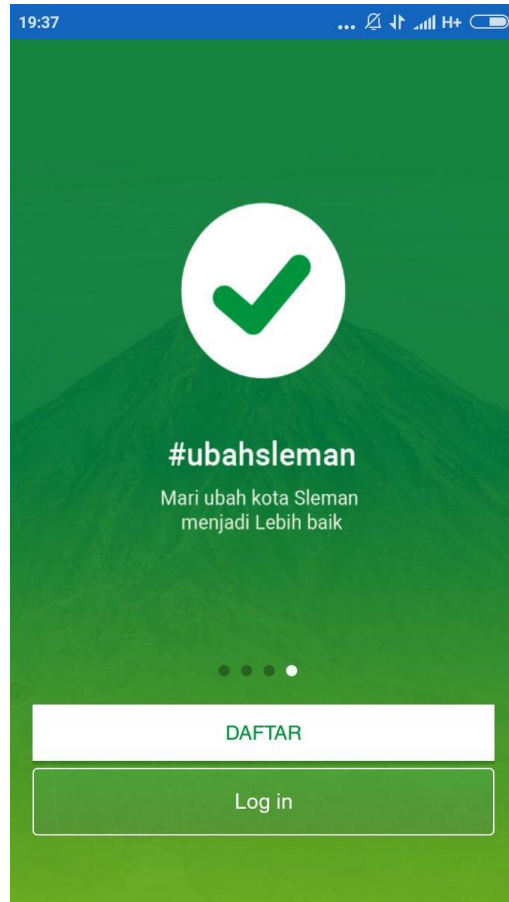 19:37
... H+
#ubahsleman
Mari ubah kota Sleman
menjadi Lebih baik
DAFTAR
Log in